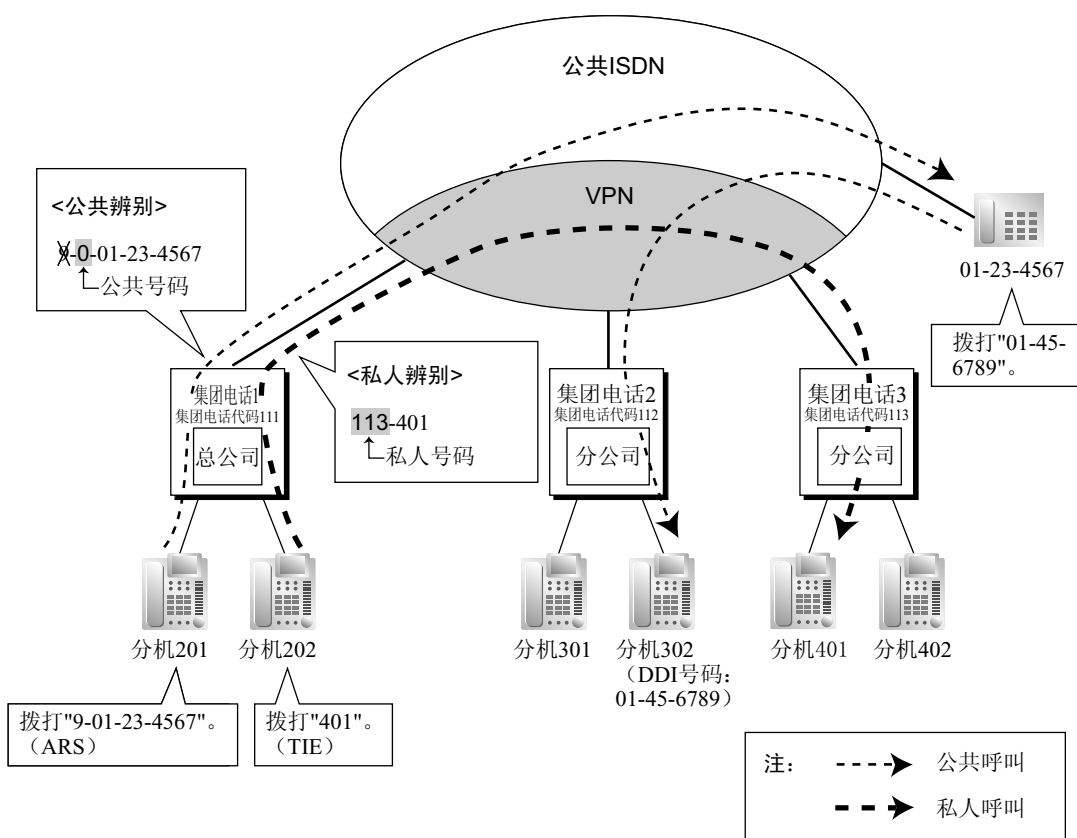 公共ISDN
VPN
<公共辨别>
9-0-01-23-4567
公共号码
01-23-4567
拨打"01-45-
6789"。
<私人辨别>
113-401
私人号码
集团电话1
集团电话代码111
总公司
集团电话2
集团电话代码112
分公司
集团电话3
集团电话代码113
分公司
分机201
分机202
分机301
分机302
（DDI号码：
01-45-6789）
分机401
分机402
拨打"9-01-23-4567"。
（ARS）
拨打"401"。
（TIE）
注：
公共呼叫
私人呼叫